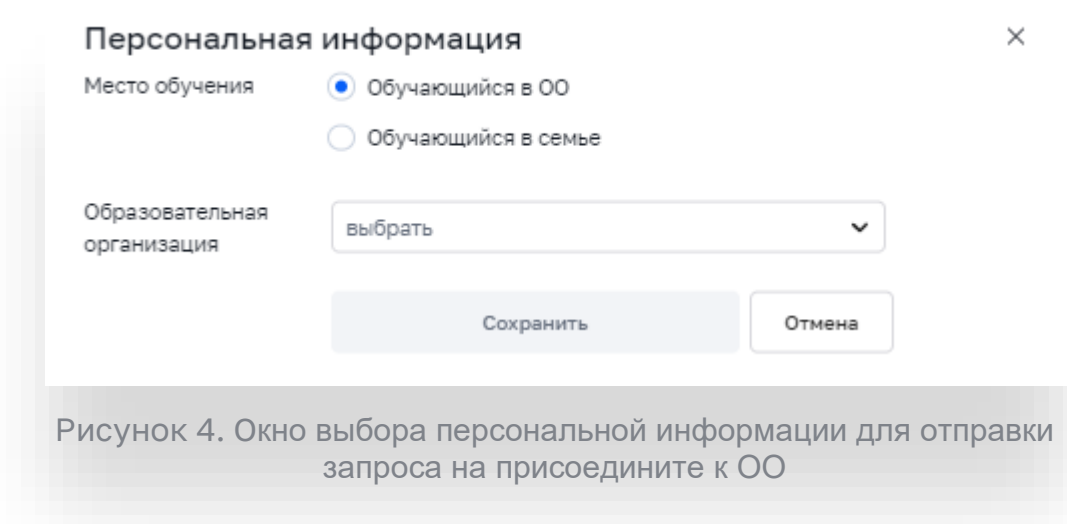 Персональная информация
Место обучения
Обучающийся в ОО
Обучающийся в семье
Образовательная
организация
выбрать
Сохранить
Отмена
Рисунок 4. Окно выбора персональной информации для отправки
запроса на присоедините к ОО